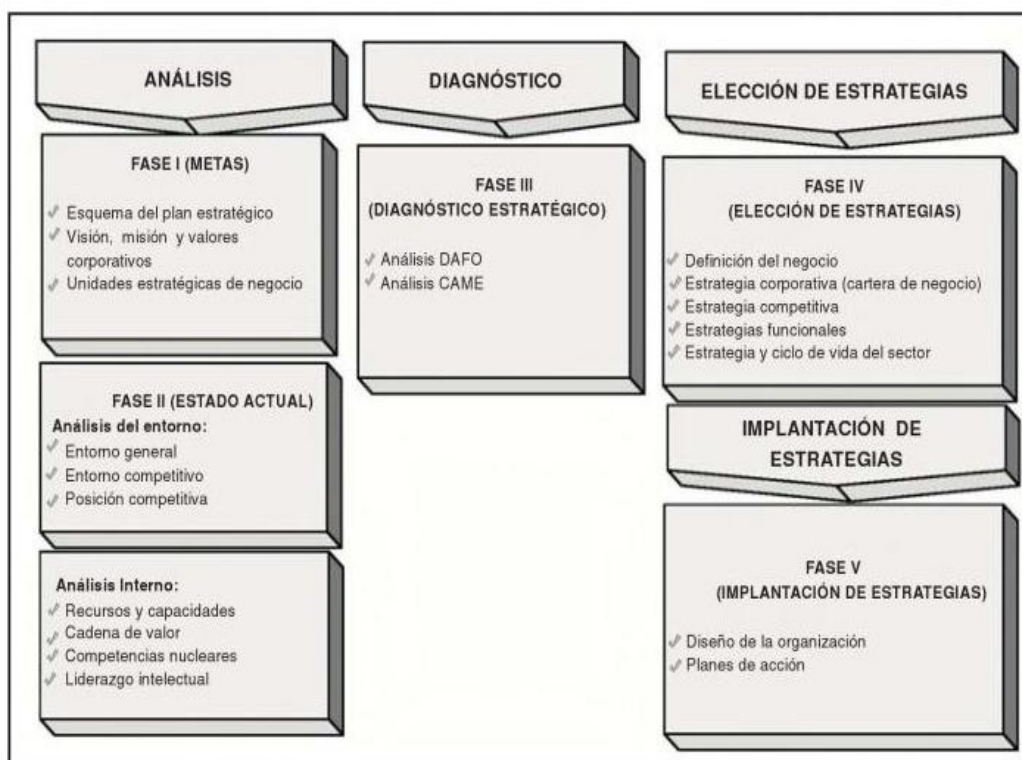 ANÁLISIS
FASE I (METAS)
Esquema del plan estratégico
Visión, misión y valores
corporativos
Unidades estratégicas de negocio
FASE II (ESTADO ACTUAL)
Análisis del entorno:
Entorno general
Entorno competitivo
Posición competitiva
Análisis Interno:
Recursos y capacidades
Cadena de valor
Competencias nucleares
Liderazgo intelectual
DIAGNÓSTICO
FASE III
(DIAGNÓSTICO ESTRATÉGICO)
Análisis DAFO
Análisis CAME
ELECCIÓN DE ESTRATEGIAS
FASE IV
(ELECCIÓN DE ESTRATEGIAS)
Definición del negocio
Estrategia corporativa (cartera de negocio)
Estrategia competitiva
Estrategias funcionales
Estrategia y ciclo de vida del sector
IMPLANTACIÓN DE
ESTRATEGIAS
FASE V
(IMPLANTACIÓN DE ESTRATEGIAS)
Diseño de la organización
Planes de acción